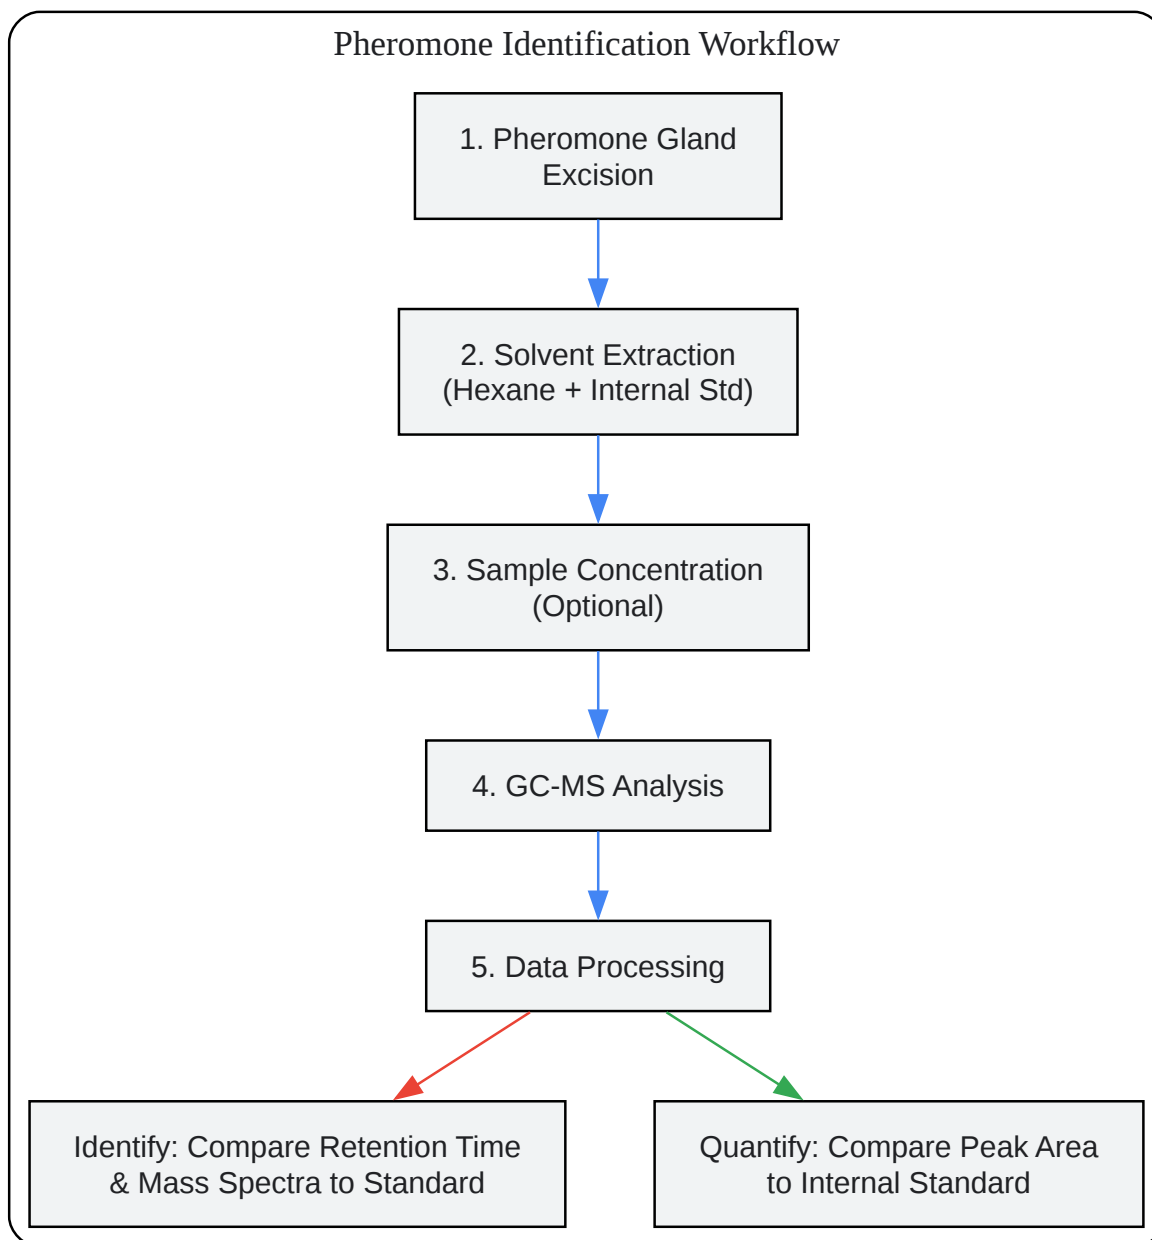 Pheromone Identification Workflow
1. Pheromone Gland
Excision
2. Solvent Extraction
(Hexane + Internal Std)
3. Sample Concentration
(Optional)
4. GC-MS Analysis
5. Data Processing
Identify: Compare Retention Time
& Mass Spectra to Standard
Quantify: Compare Peak Area
to Internal Standard